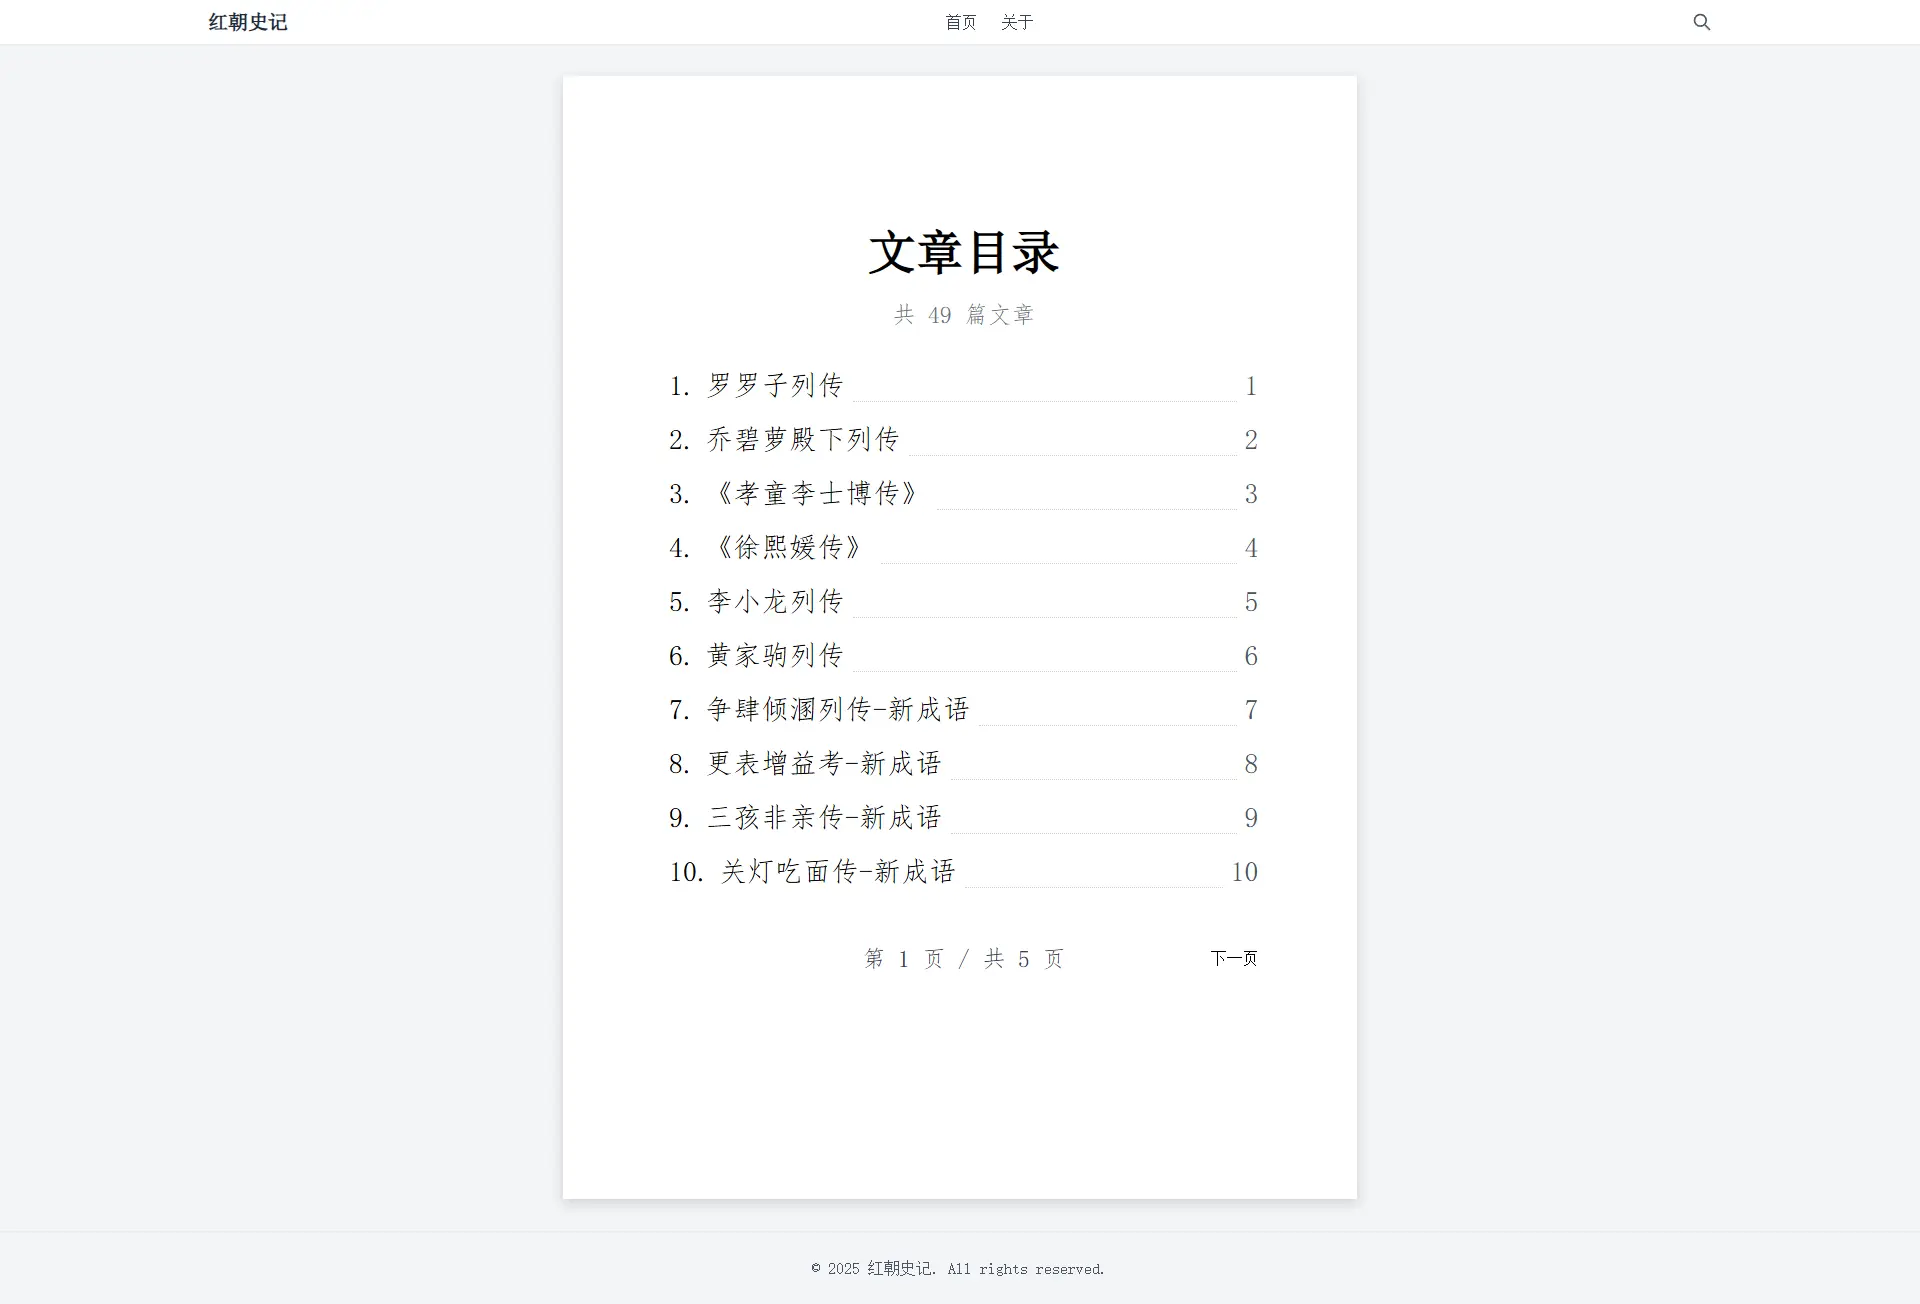 红朝史记
首页 关于
文章目录
共 49 篇文章
1. 罗罗子列传 1
2. 乔碧萝殿下列传 2
3. 《孝童李士博传》 3
4. 《徐熙媛传》 4
5. 李小龙列传 5
6. 黄家驹列传 6
7. 争肆倾溷列传-新成语 7
8. 更表增益考-新成语 8
9. 三孩非亲传-新成语 9
10. 关灯吃面传-新成语 10
第 1 页 / 共 5 页 下一页
© 2025 红朝史记. All rights reserved.